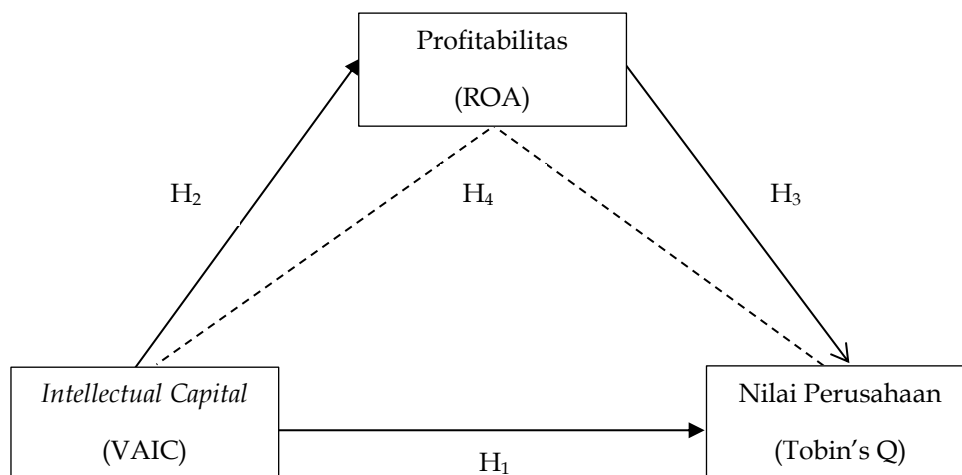 Profitabilitas
(ROA)
H₂
H₄
H₃
Intellectual Capital
(VAIC)
Nilai Perusahaan
(Tobin’s Q)
H₁